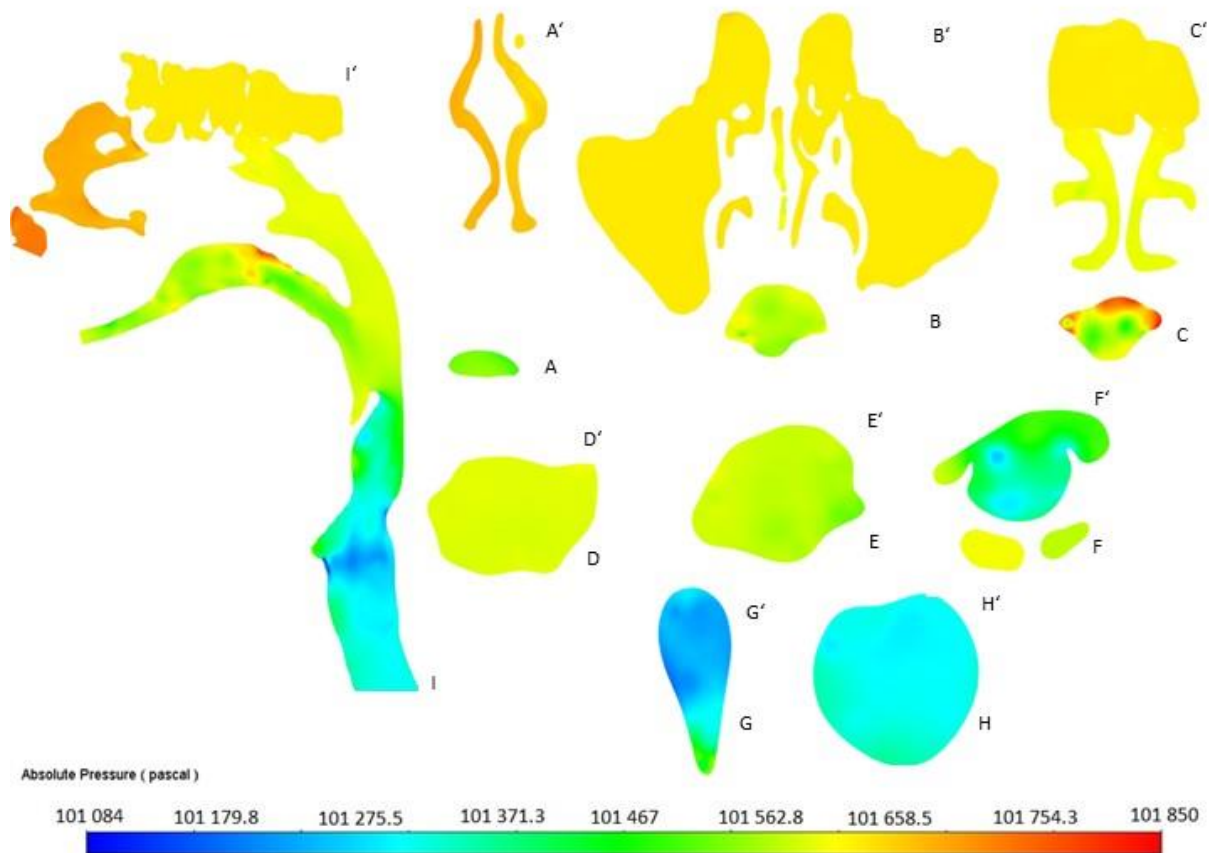 A'
B'
C'
I'
B
C
A
F'
D'
E'
D
E
F
G'
H'
I
G
H
Absolute Pressure ( pascal )
101 084 101 179.8 101 275.5 101 371.3 101 467 101 562.8 101 658.5 101 754.3 101 850